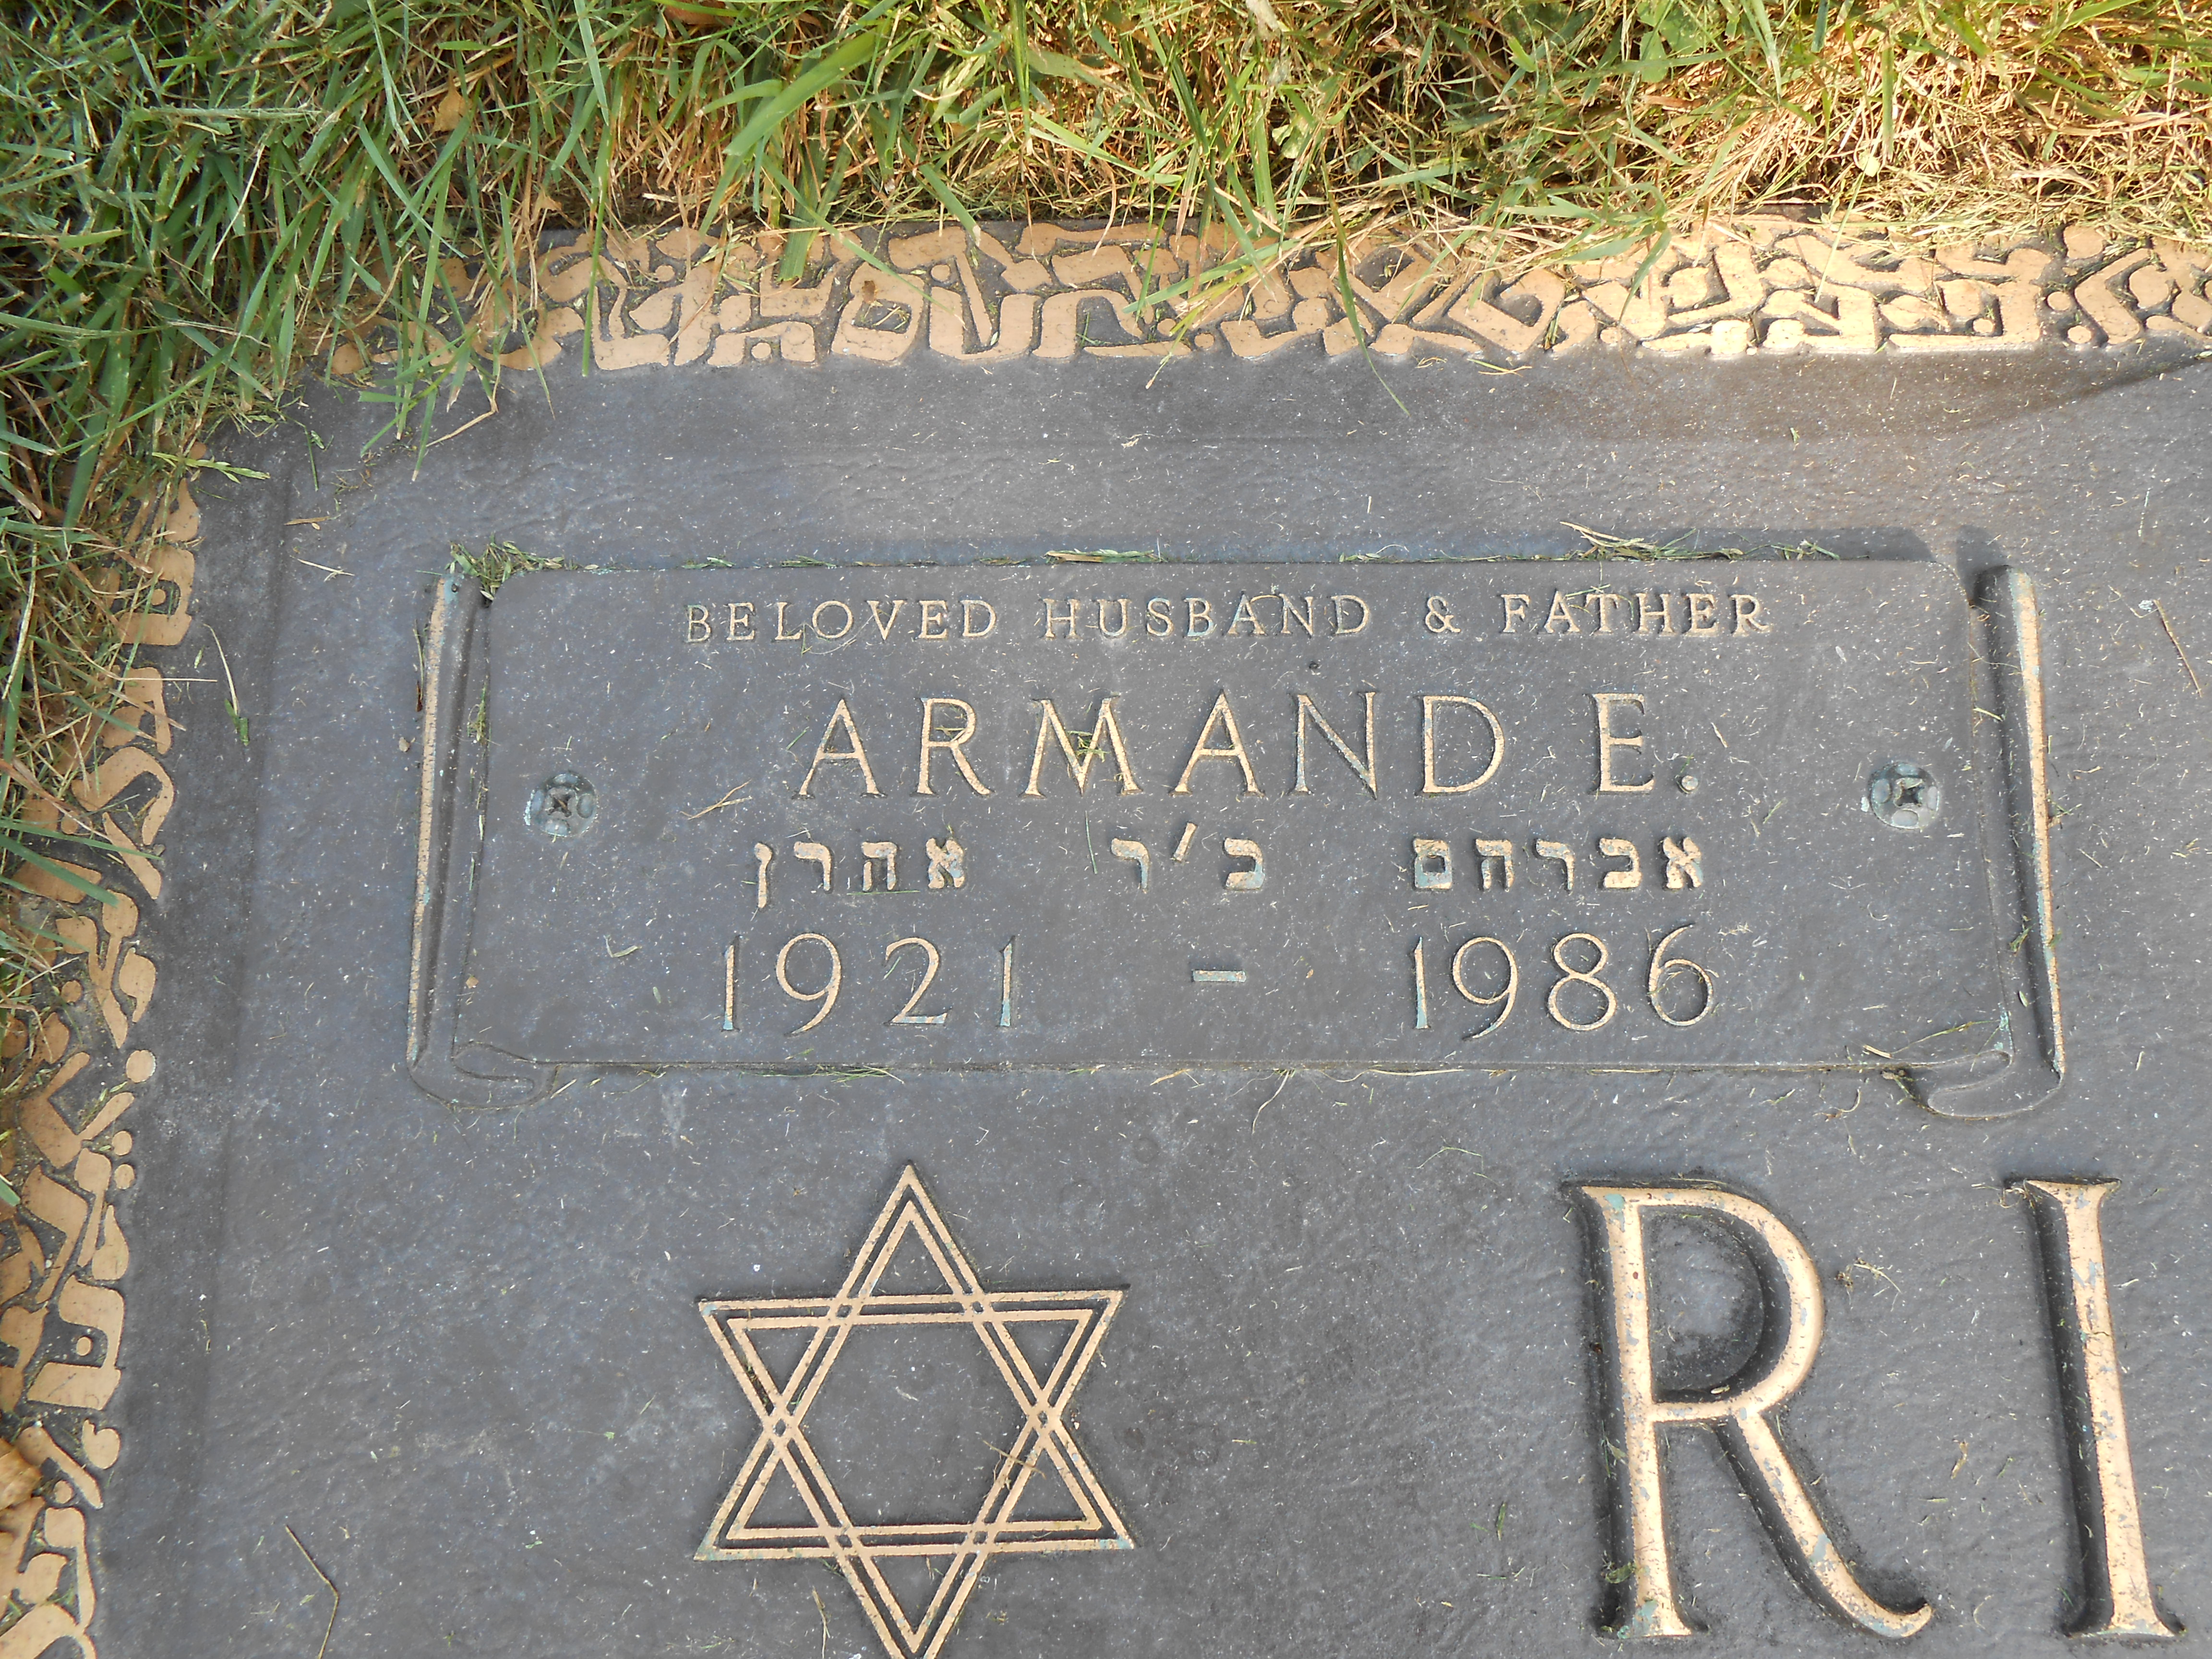 BELOVED HUSBAND & FATHER
ARMAND E.
אברהם ב'ר אהרן
1921 - 1986
RI